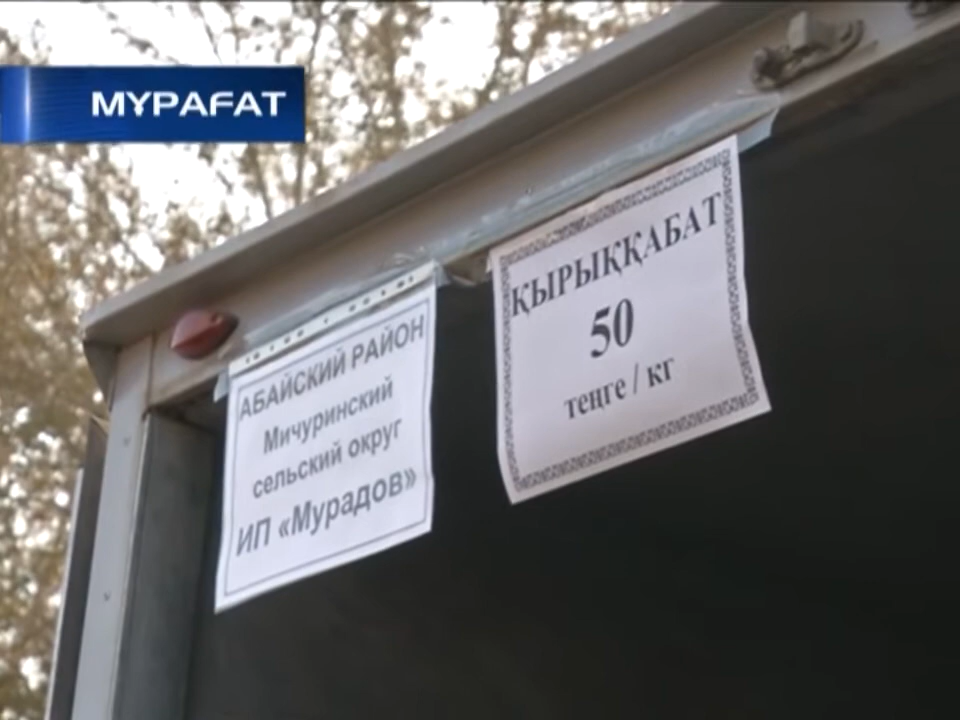 МҰРАҒАТ
АБАЙСКИЙ РАЙОН
Мичуринский
сельский округ
ИП «Мурадов»
ҚЫРЫҚҚАБАТ
50
теңге / кг